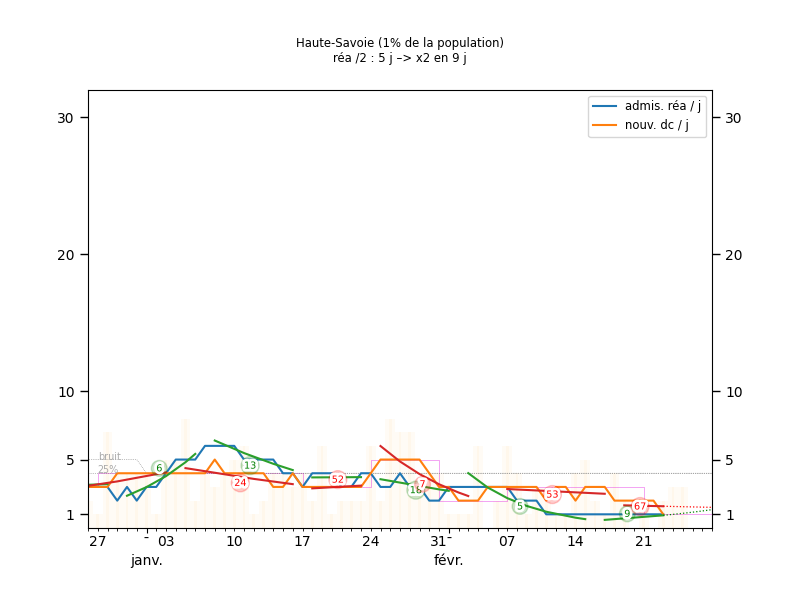 Haute-Savoie (1% de la population)
réa /2 : 5 j –> x2 en 9 j
admis. réa / j
nouv. dc / j
30 30
20 20
10 10
5 5
1 1
bruit
25%
6 13 24 52 7 5 53 9 67
27 03 10 17 24 31 07 14 21
janv. févr.